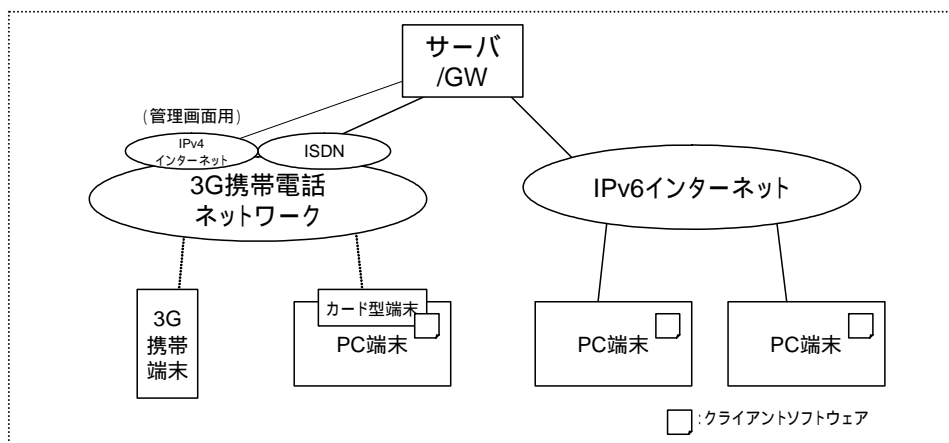 サーバ
/GW
(管理画面用)
IPv4
インターネット
ISDN
3G携帯電話
ネットワーク
IPv6インターネット
3G
携帯
端末
カード型端末
PC端末
PC端末
PC端末
:クライアントソフトウェア